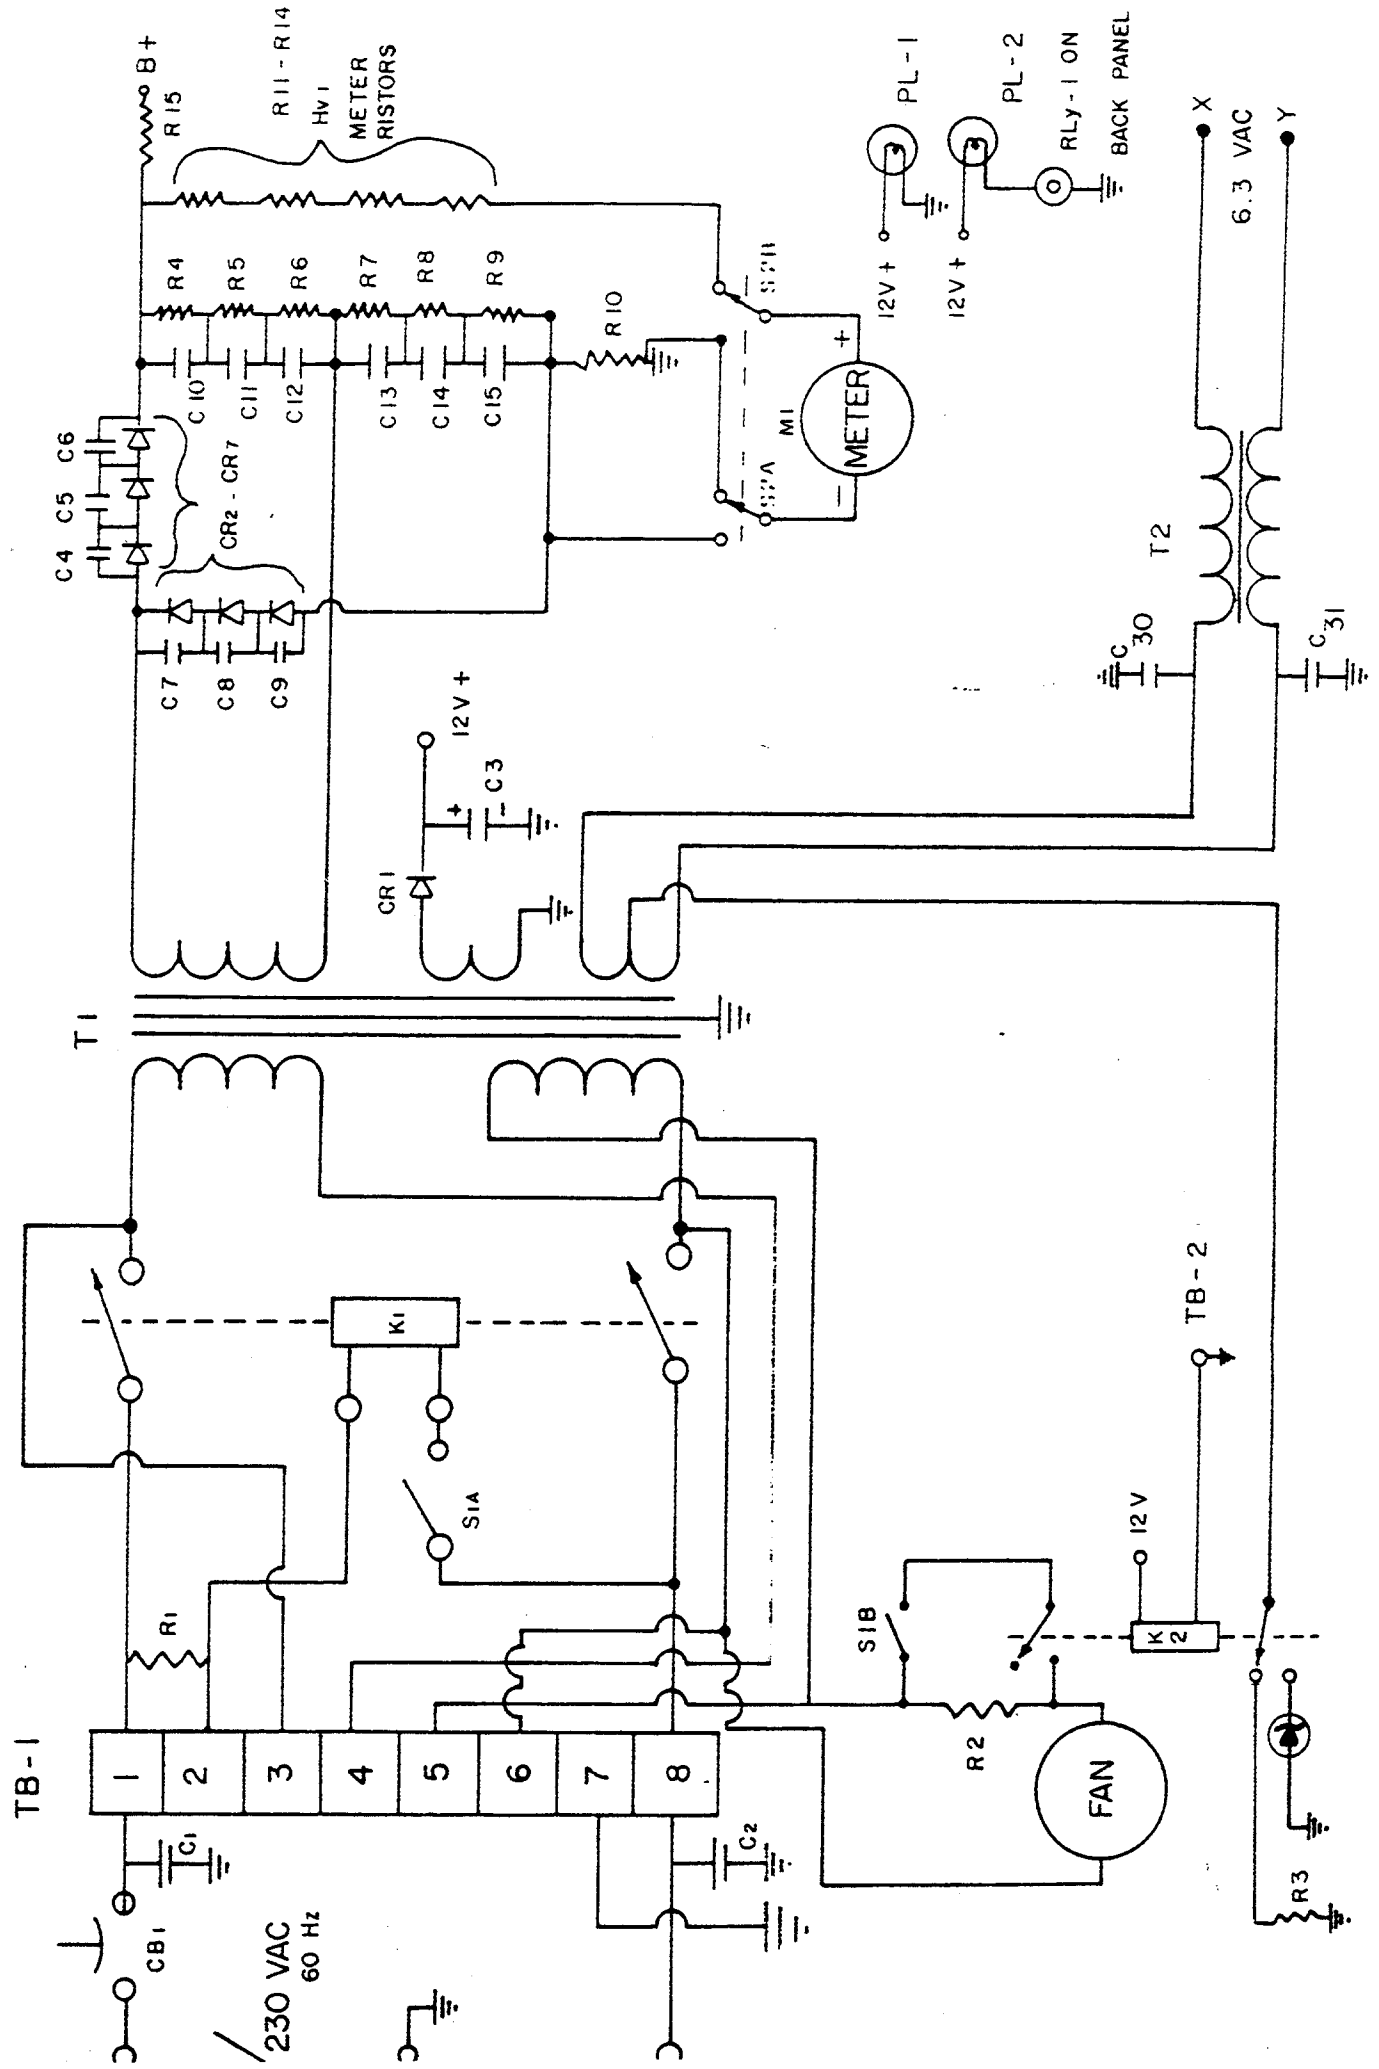 B+
R15
R11 - R14
Hv1
METER
RISTORS
C4
C5
C6
CR2 - CR7
C7
C8
C9
C10
C11
C12
C13
C14
C15
R4
R5
R6
R7
R8
R9
R10
S2A
S2B
M1
METER
+
-
PL-1
12V+
PL-2
12V+
RLy-1 ON
BACK PANEL
X
6.3 VAC
Y
T2
C 30
C 31
12V+
+
-
C3
CR1
T1
K1
S1A
R1
TB-1
1
2
3
4
5
6
7
8
C1
C2
CB1
230 VAC
60 Hz
S1B
R2
FAN
12V
K2
TB-2
R3